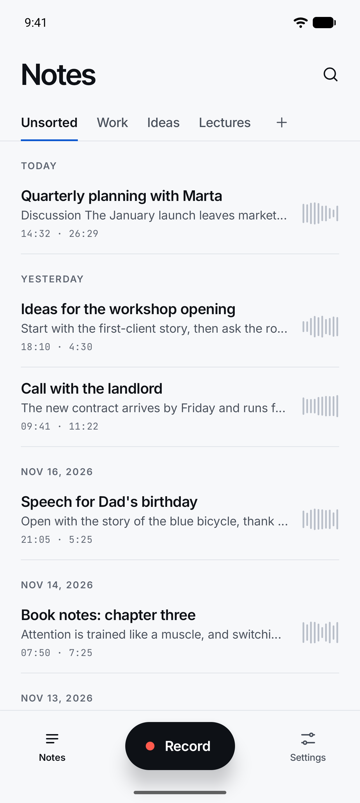 9:41
Notes
Unsorted Work Ideas Lectures +
TODAY
Quarterly planning with Marta
Discussion The January launch leaves market...
14:32 · 26:29
YESTERDAY
Ideas for the workshop opening
Start with the first-client story, then ask the ro...
18:10 · 4:30
Call with the landlord
The new contract arrives by Friday and runs f...
09:41 · 11:22
NOV 16, 2026
Speech for Dad's birthday
Open with the story of the blue bicycle, thank ...
21:05 · 5:25
NOV 14, 2026
Book notes: chapter three
Attention is trained like a muscle, and switchi...
07:50 · 7:25
NOV 13, 2026
Notes
Record
Settings